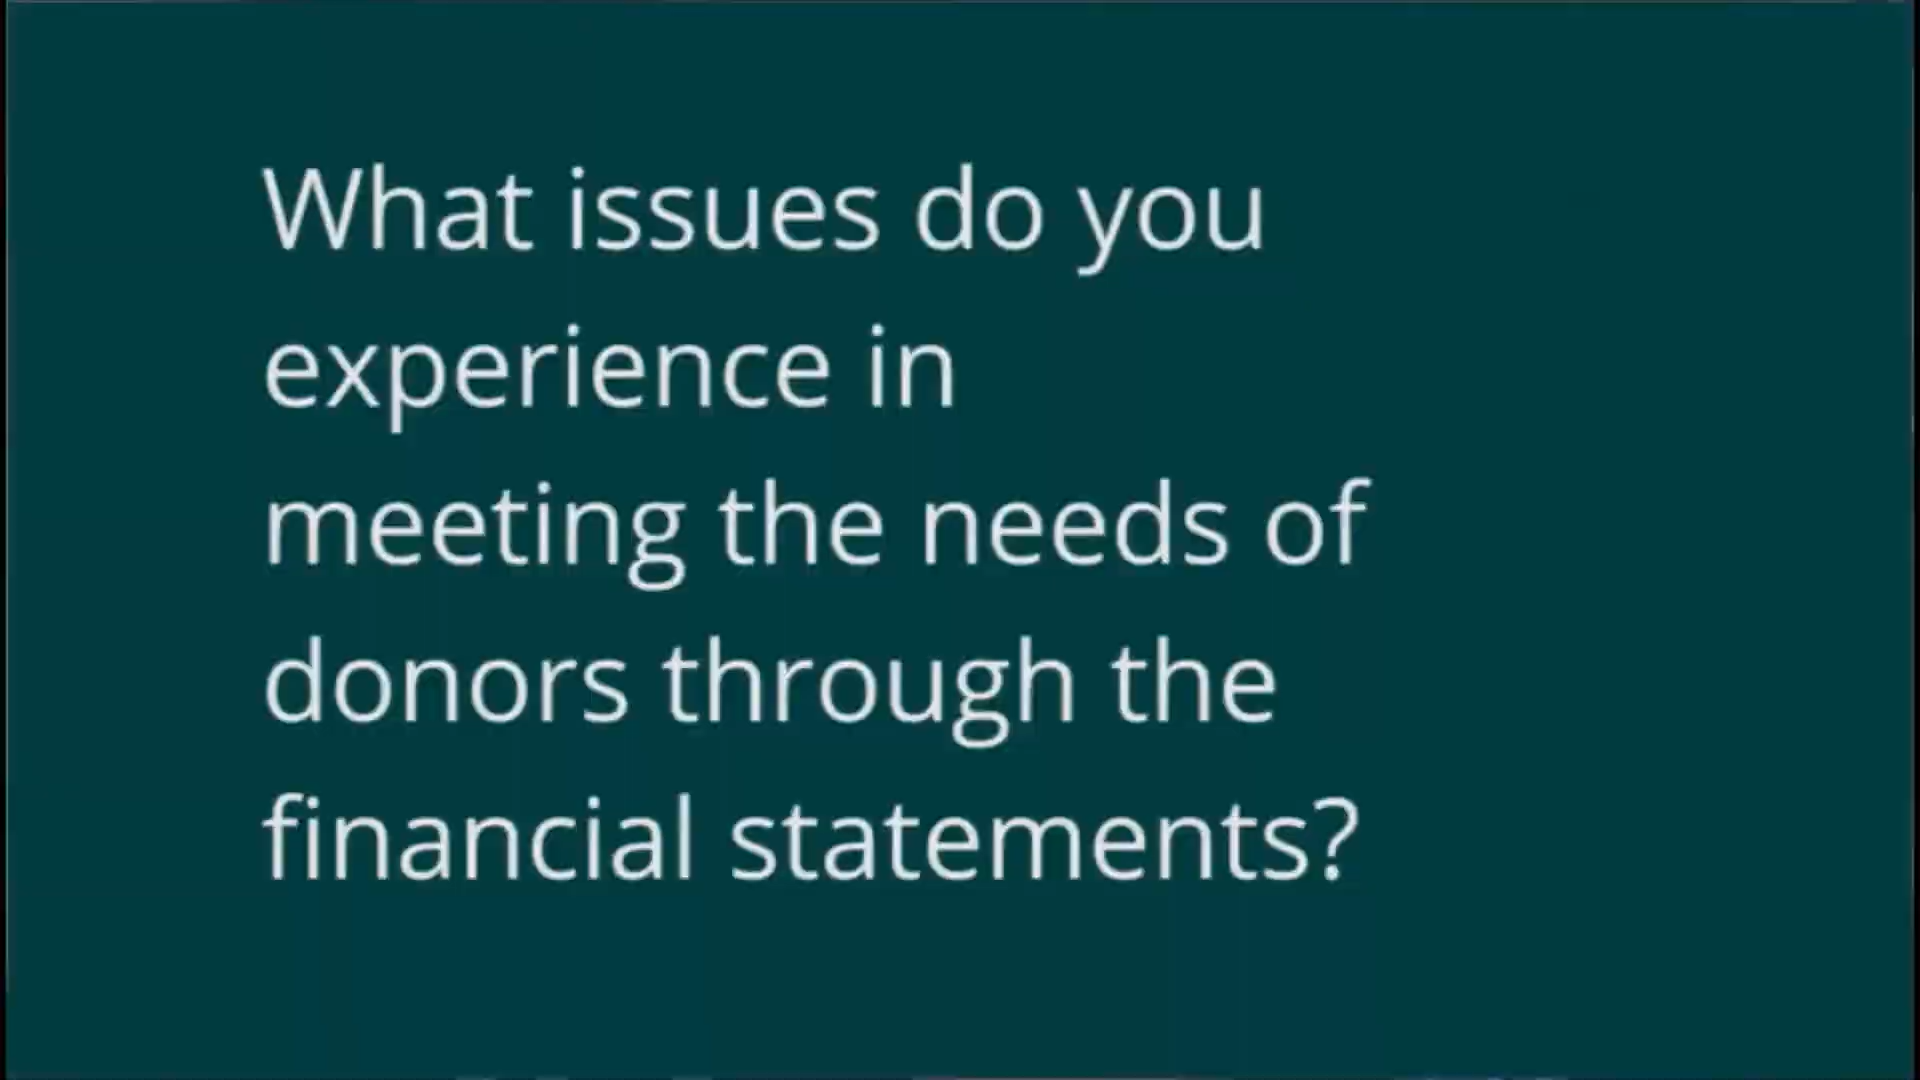 What issues do you
experience in
meeting the needs of
donors through the
financial statements?